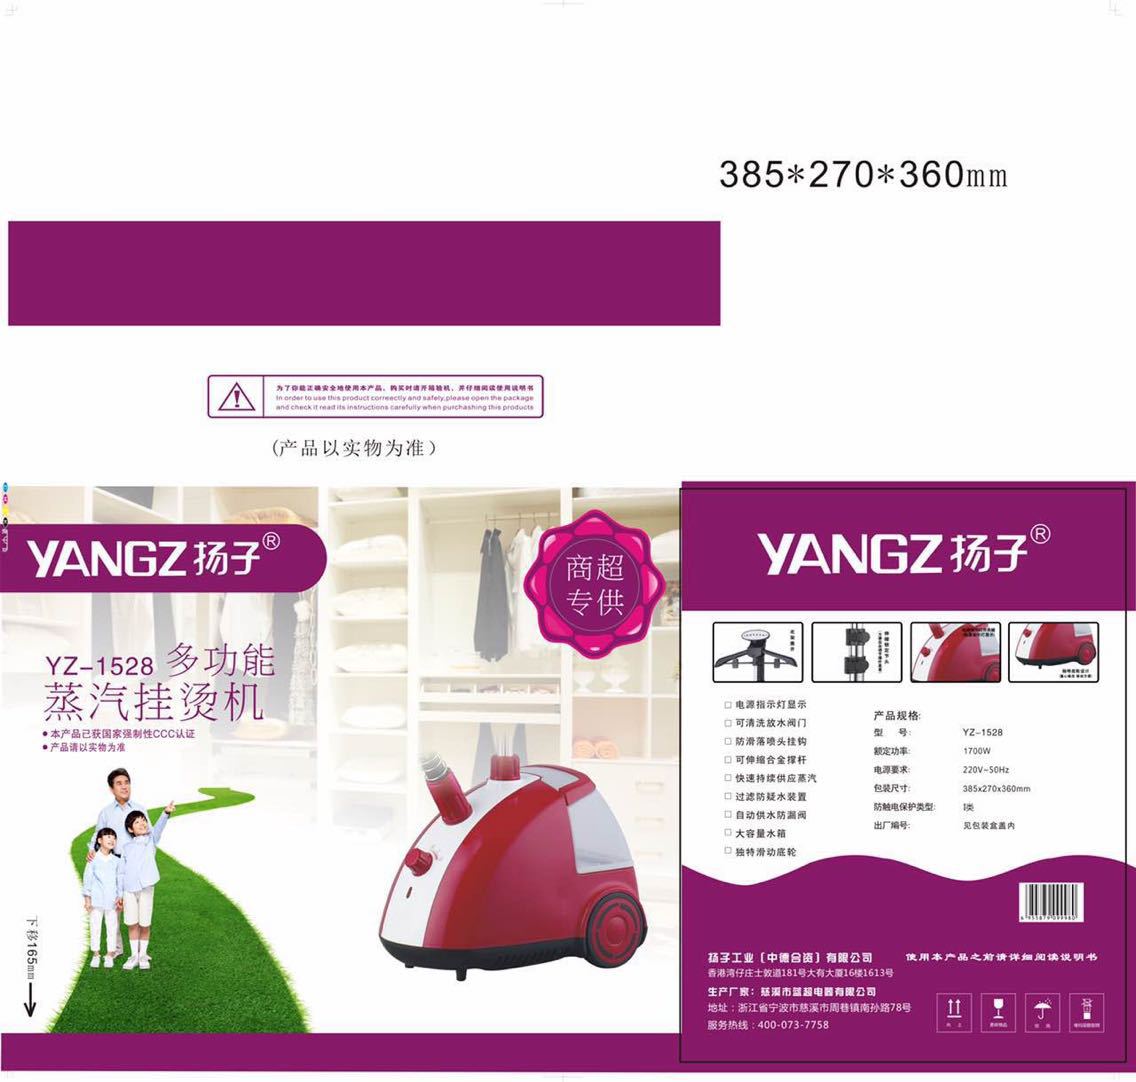 385*270*360mm
为了你能正确安全地使用本产品，购买时请开箱验机，并仔细阅读使用说明书
In order to use this product correectly and safely,please open the package
and check it read its instructions carefully when purchashing this products
(产品以实物为准）
YANGZ扬子®
商超
专供
YZ-1528 多功能
蒸汽挂烫机
●本产品已获国家强制性CCC认证
●产品请以实物为准
下移165mm
YANGZ扬子®
独特底轮设计
□ 电源指示灯显示
□ 可清洗放水阀门
□ 防滑落喷头挂钩
□ 可伸缩合金撑杆
□ 快速持续供应蒸汽
□ 过滤防疑水装置
□ 自动供水防漏阀
□ 大容量水箱
□ 独特滑动底轮
产品规格:
型 号: YZ-1528
额定功率: 1700W
电源要求: 220V~50Hz
包装尺寸: 385x270x360mm
防触电保护类型: I类
出厂编号: 见包装盒盖内
6 955879 099980
扬子工业（中德合资）有限公司
香港湾仔庄士敦道181号大有大厦16楼1613号
生产厂家：慈溪市蓝超电器有限公司
地址：浙江省宁波市慈溪市周巷镇南孙路78号
服务热线：400-073-7758
使用本产品之前请详细阅读说明书
向 上